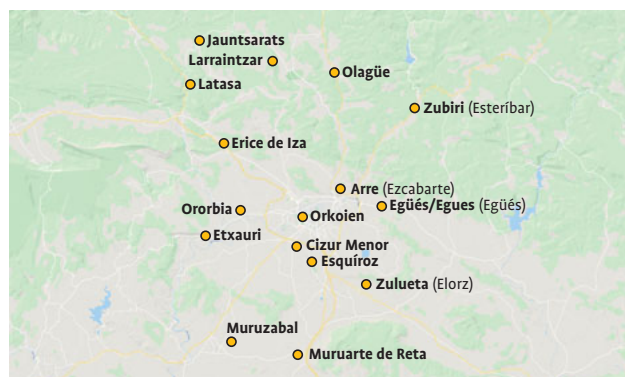 Jauntsarats
Larraintzar
Olagüe
Latasa
Zubiri (Esteríbar)
Erice de Iza
Arre (Ezcabarte)
Egüés/Egues (Egüés)
Ororbia
Orkoien
Etxauri
Cizur Menor
Esquíroz
Zulueta (Elorz)
Muruzabal
Muruarte de Reta